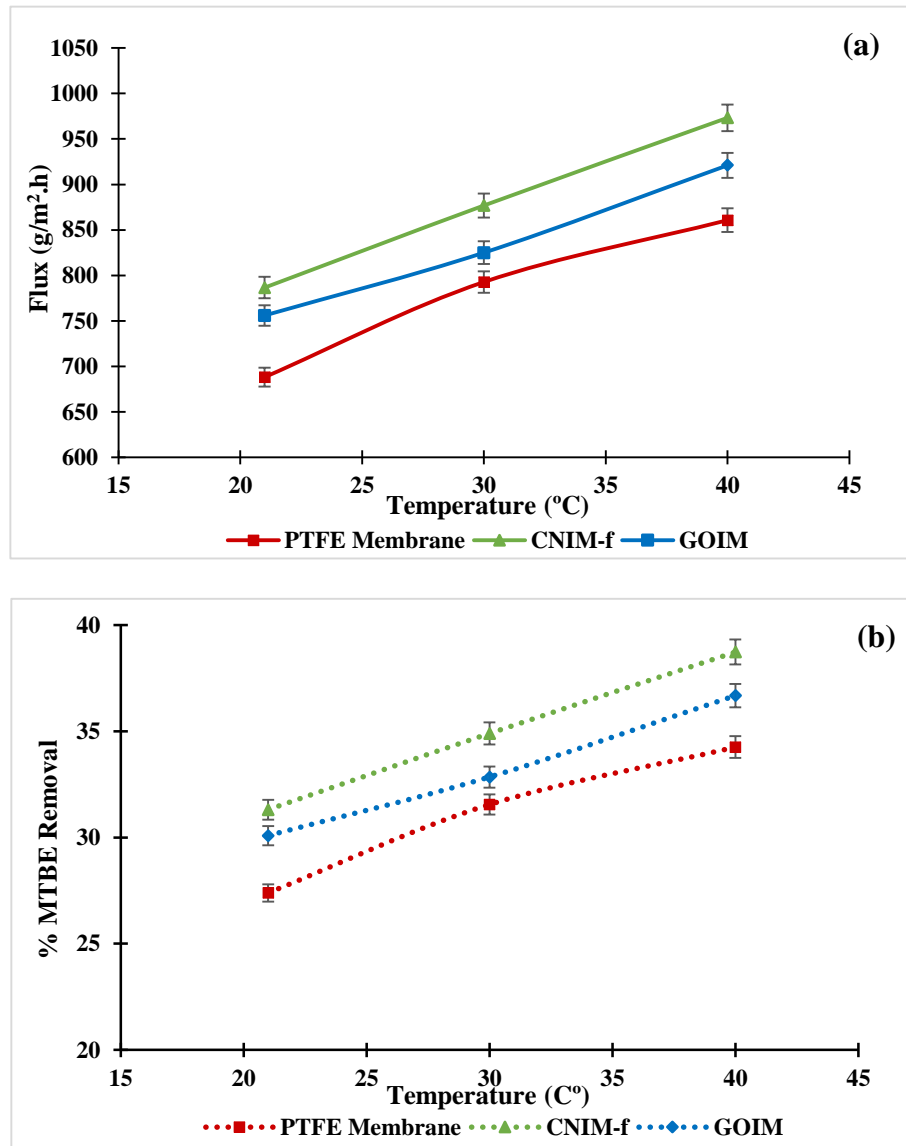 (a)
Flux (g/m².h)
1050
1000
950
900
850
800
750
700
650
600
15 20 25 30 35 40 45
Temperature (ºC)
PTFE Membrane CNIM-f GOIM
(b)
% MTBE Removal
40
35
30
25
20
15 20 25 30 35 40 45
Temperature (Cº)
PTFE Membrane CNIM-f GOIM